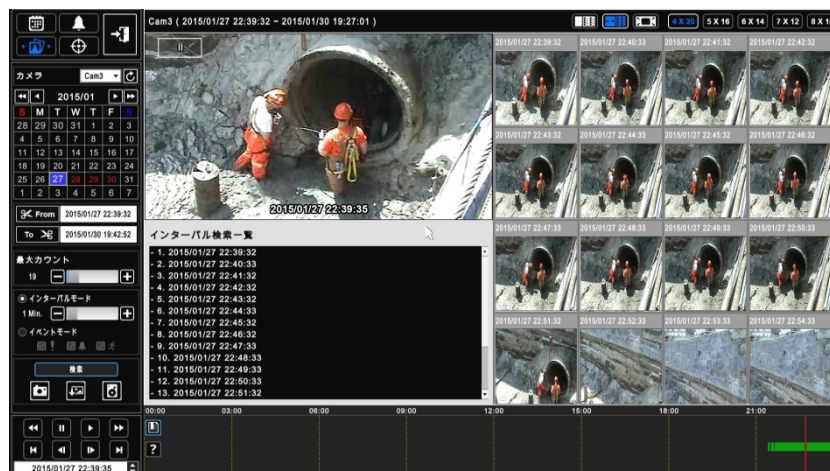 Cam3 ( 2015/01/27 22:39:32 ~ 2015/01/30 19:27:01 )
4 X 20 5 X 16 6 X 14 7 X 12
カメラ Cam3
2015/01
S M T W T F S
28 29 30 31 1 2 3
4 5 6 7 8 9 10
11 12 13 14 15 16 17
18 19 20 21 22 23 24
25 26 27 28 29 30 31
1 2 3 4 5 6 7
From 2015/01/27 22:39:32
To 2015/01/30 19:42:52
最大カウント
19
インターバルモード
1 Min.
イベントモード
検索
2015/01/27 22:39:35
2015/01/27 22:39:35
インターバル検索一覧
- 1. 2015/01/27 22:39:32
- 2. 2015/01/27 22:40:33
- 3. 2015/01/27 22:41:32
- 4. 2015/01/27 22:42:32
- 5. 2015/01/27 22:43:32
- 6. 2015/01/27 22:44:33
- 7. 2015/01/27 22:45:32
- 8. 2015/01/27 22:46:32
- 9. 2015/01/27 22:47:33
- 10. 2015/01/27 22:48:33
- 11. 2015/01/27 22:49:33
- 12. 2015/01/27 22:50:33
- 13. 2015/01/27 22:51:32
2015/01/27 22:39:32 2015/01/27 22:40:33 2015/01/27 22:41:32 2015/01/27 22:42:32
2015/01/27 22:43:32 2015/01/27 22:44:33 2015/01/27 22:45:32 2015/01/27 22:46:32
2015/01/27 22:47:33 2015/01/27 22:48:33 2015/01/27 22:49:33 2015/01/27 22:50:33
2015/01/27 22:51:32 2015/01/27 22:52:33 2015/01/27 22:53:33 2015/01/27 22:54:33
00:00 03:00 06:00 09:00 12:00 15:00 18:00 21:00
?